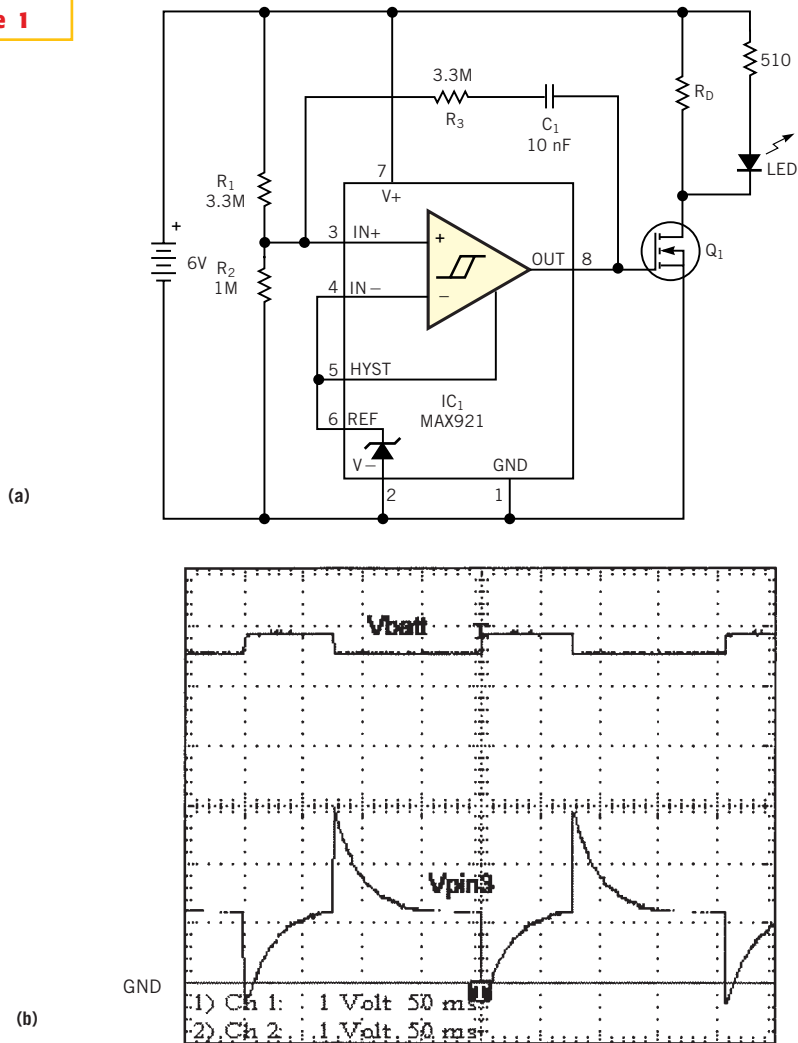 e 1
510
3.3M
R3
C1
10 nF
RD
LED
7
V+
R1
3.3M
3 IN+
+
OUT 8
Q1
+
6V
R2
1M
4 IN–
–
5 HYST
IC1
MAX921
6 REF
V–
GND
2
1
(a)
Vbatt
T
Vpin3
GND
T
1) Ch 1: 1 Volt 50 ms
2) Ch 2: 1 Volt 50 ms
(b)